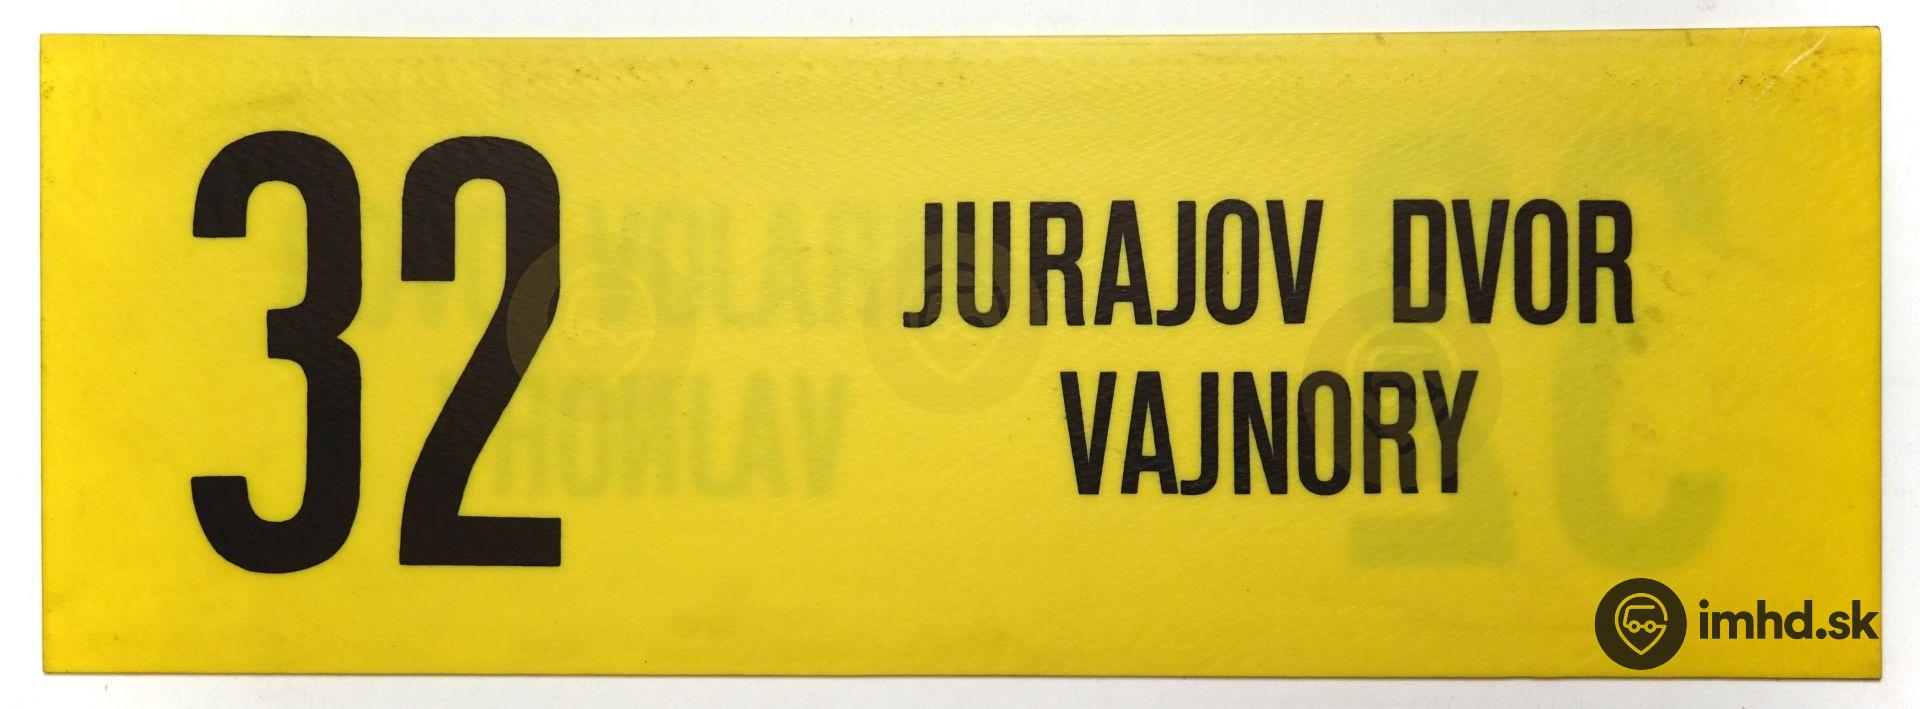 32
JURAJOV DVOR
VAJNORY
imhd.sk